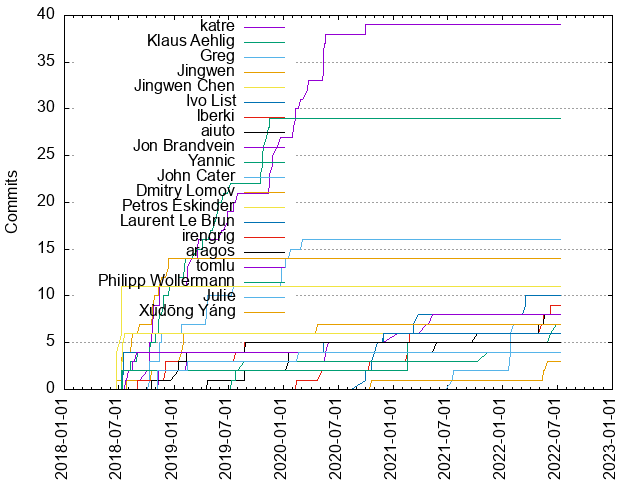 40
35
30
25
20
15
10
5
0
Commits
katre
Klaus Aehlig
Greg
Jingwen
Jingwen Chen
Ivo List
lberki
aiuto
Jon Brandvein
Yannic
John Cater
Dmitry Lomov
Petros Eskinder
Laurent Le Brun
irengrig
aragos
tomlu
Philipp Wollermann
Julie
Xùdōng Yáng
2018-01-01
2018-07-01
2019-01-01
2019-07-01
2020-01-01
2020-07-01
2021-01-01
2021-07-01
2022-01-01
2022-07-01
2023-01-01